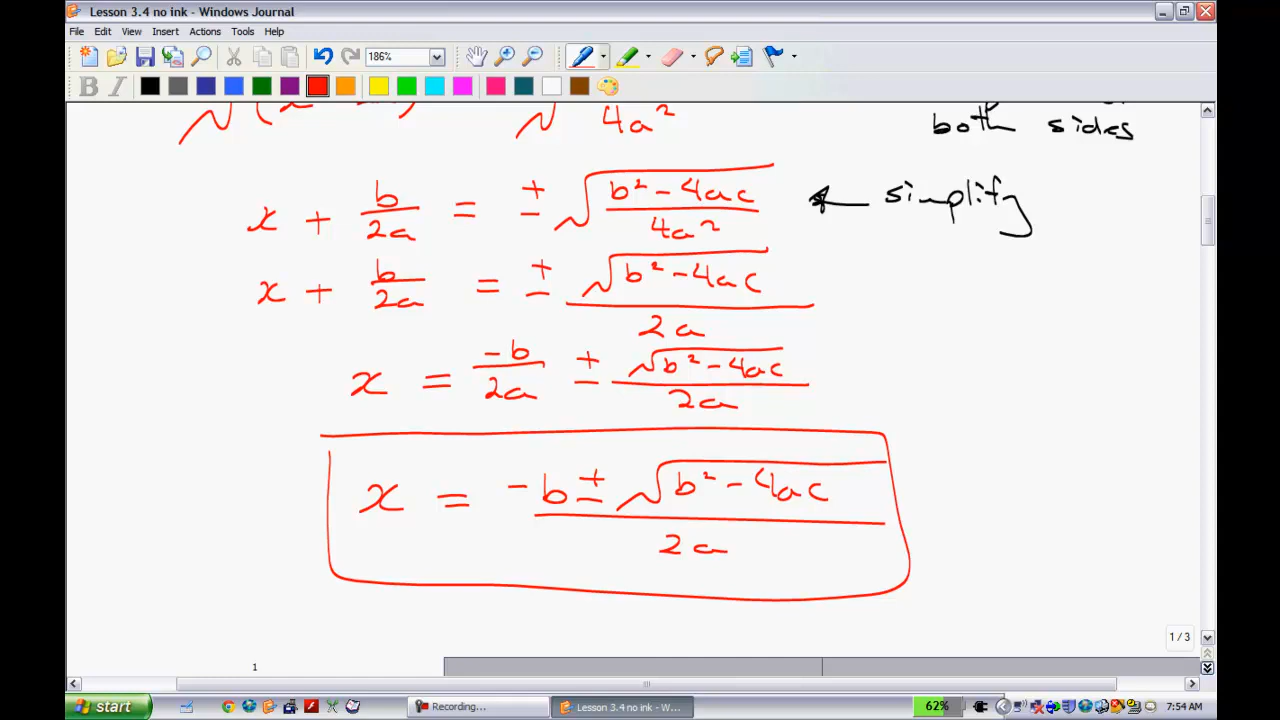 Lesson 3.4 no ink - Windows Journal
File Edit View Insert Actions Tools Help
186%
B I
4a²
both sides
x + b/2a = ± √(b² - 4ac / 4a²) ← simplify
x + b/2a = ± √(b² - 4ac) / 2a
x = -b/2a ± √(b² - 4ac) / 2a
x = -b ± √(b² - 4ac) / 2a
1 / 3
1
start Recording... Lesson 3.4 no ink - W... 62% 7:54 AM